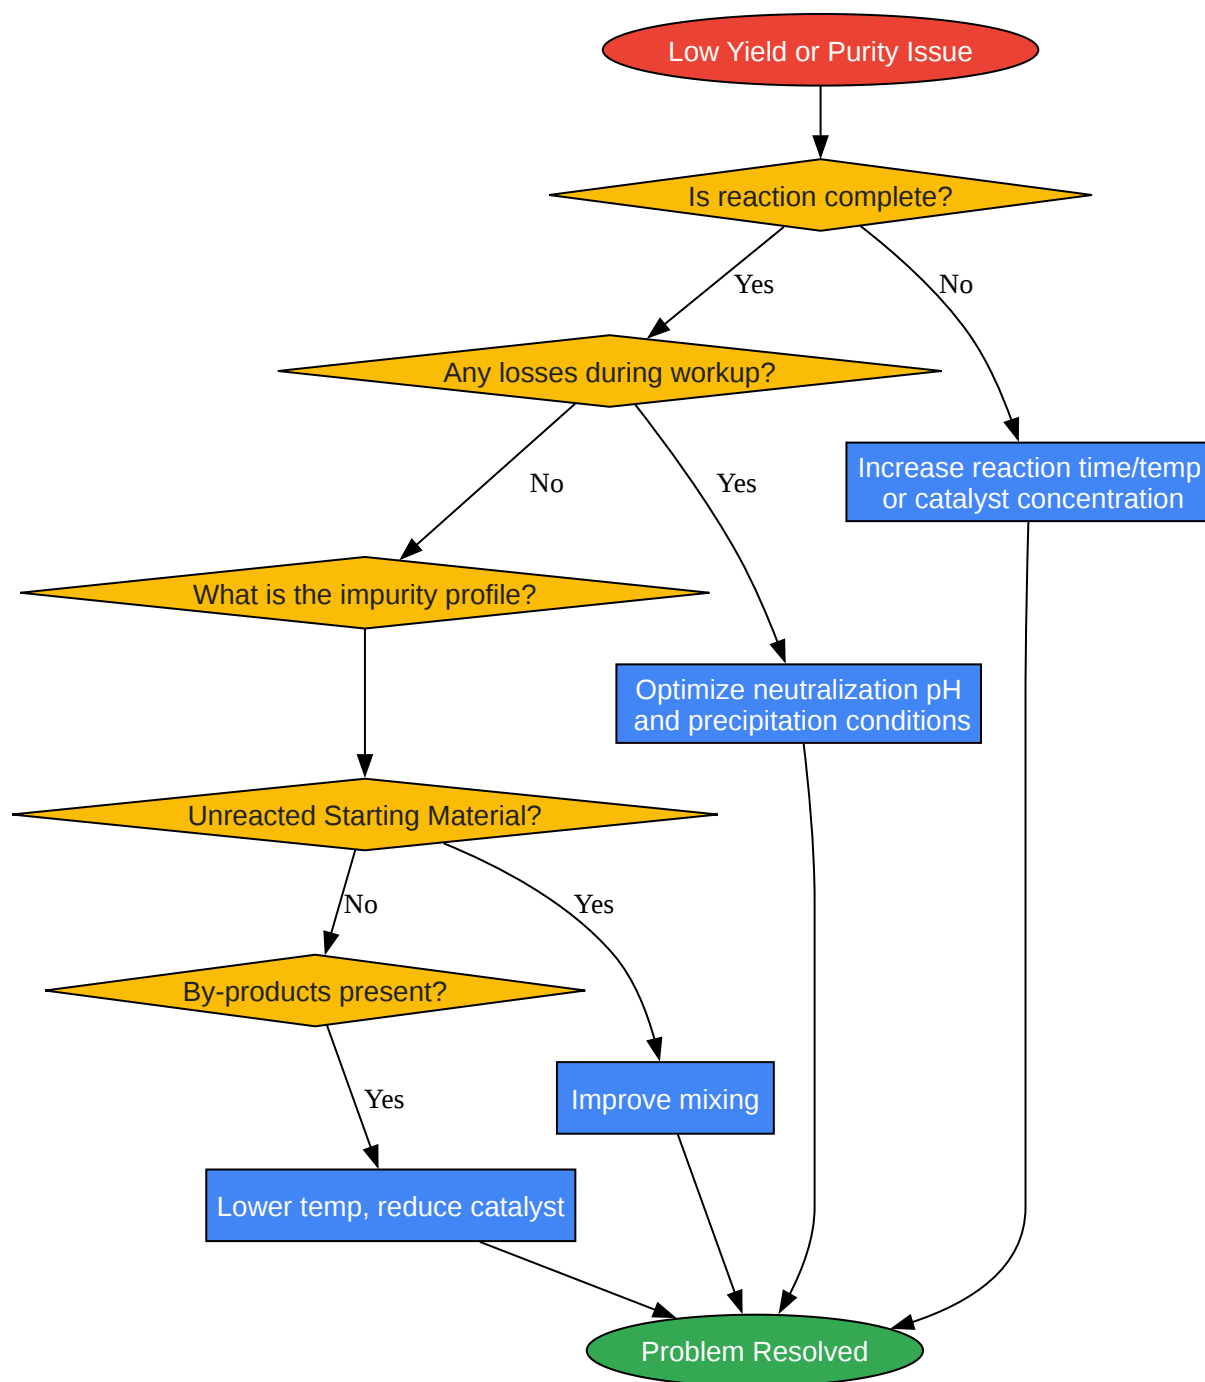 Low Yield or Purity Issue
Is reaction complete?
Yes
No
Any losses during workup?
Increase reaction time/temp
or catalyst concentration
No
Yes
What is the impurity profile?
Optimize neutralization pH
and precipitation conditions
Unreacted Starting Material?
No
Yes
By-products present?
Yes
Improve mixing
Lower temp, reduce catalyst
Problem Resolved